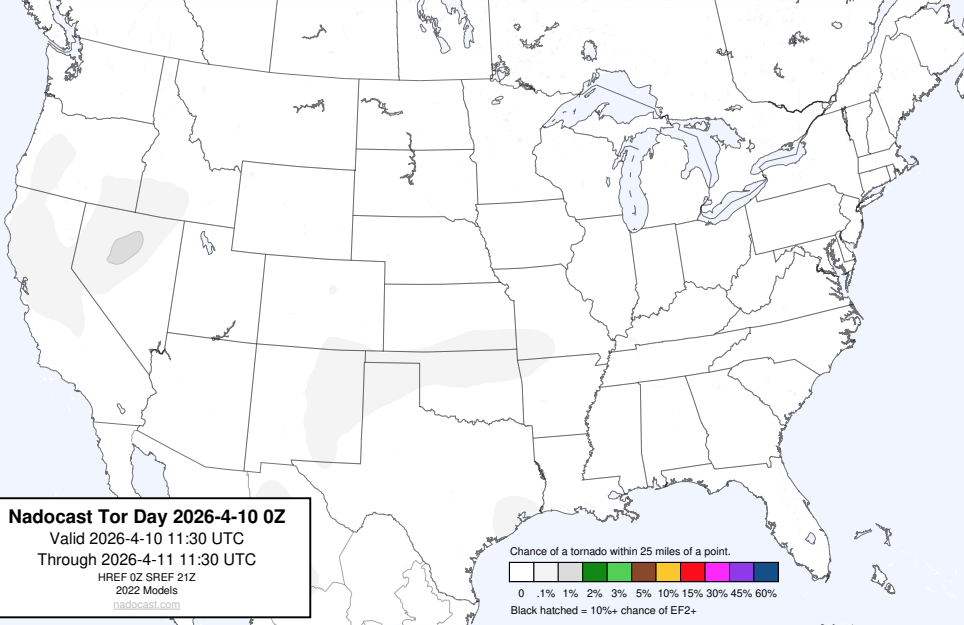 Nadocast Tor Day 2026-4-10 0Z
Valid 2026-4-10 11:30 UTC
Through 2026-4-11 11:30 UTC
HREF 0Z SREF 21Z
2022 Models
nadocast.com
Chance of a tornado within 25 miles of a point.
0 .1% 1% 2% 3% 5% 10% 15% 30% 45% 60%
Black hatched = 10%+ chance of EF2+